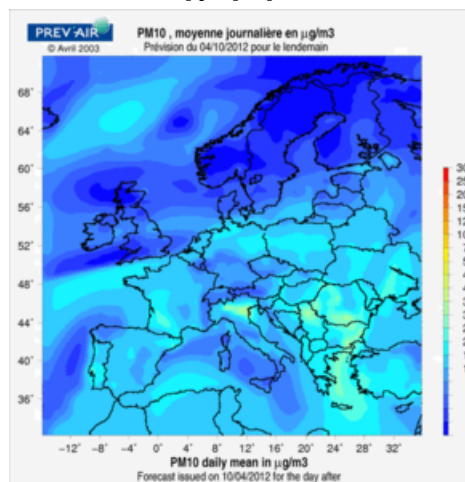 PREV'AIR
© Avril 2003
PM10 , moyenne journalière en µg/m3
Prévision du 04/10/2012 pour le lendemain
68°
64°
60°
56°
52°
48°
44°
40°
36°
−12° −8° −4° 0° 4° 8° 12° 16° 20° 24° 28° 32°
PM10 daily mean in µg/m3
Forecast issued on 10/04/2012 for the day after